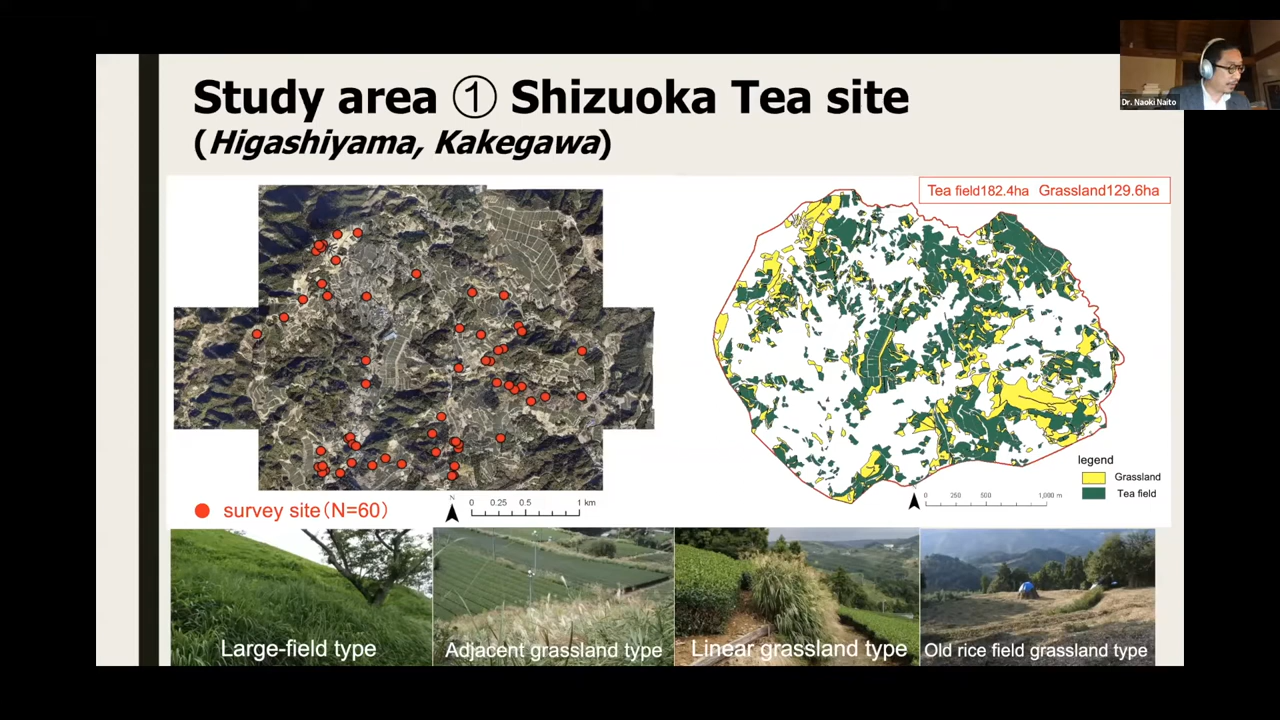 Study area ① Shizuoka Tea site
(Higashiyama, Kakegawa)
Dr. Naoki Naito
Tea field182.4ha Grassland129.6ha
legend
Grassland
Tea field
survey site(N=60)
N
0 0.25 0.5 1 km
0 250 500 1,000 m
Large-field type
Adjacent grassland type
Linear grassland type
Old rice field grassland type